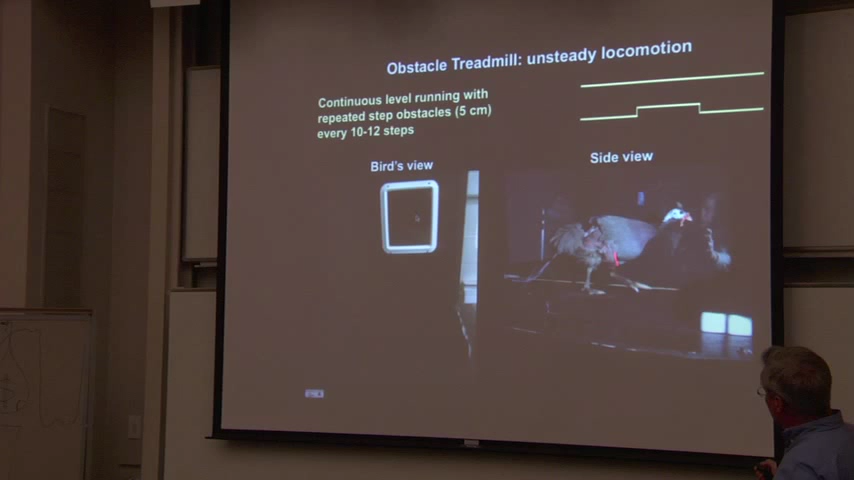 Obstacle Treadmill: unsteady locomotion
Continuous level running with
repeated step obstacles (5 cm)
every 10-12 steps
Bird's view
Side view